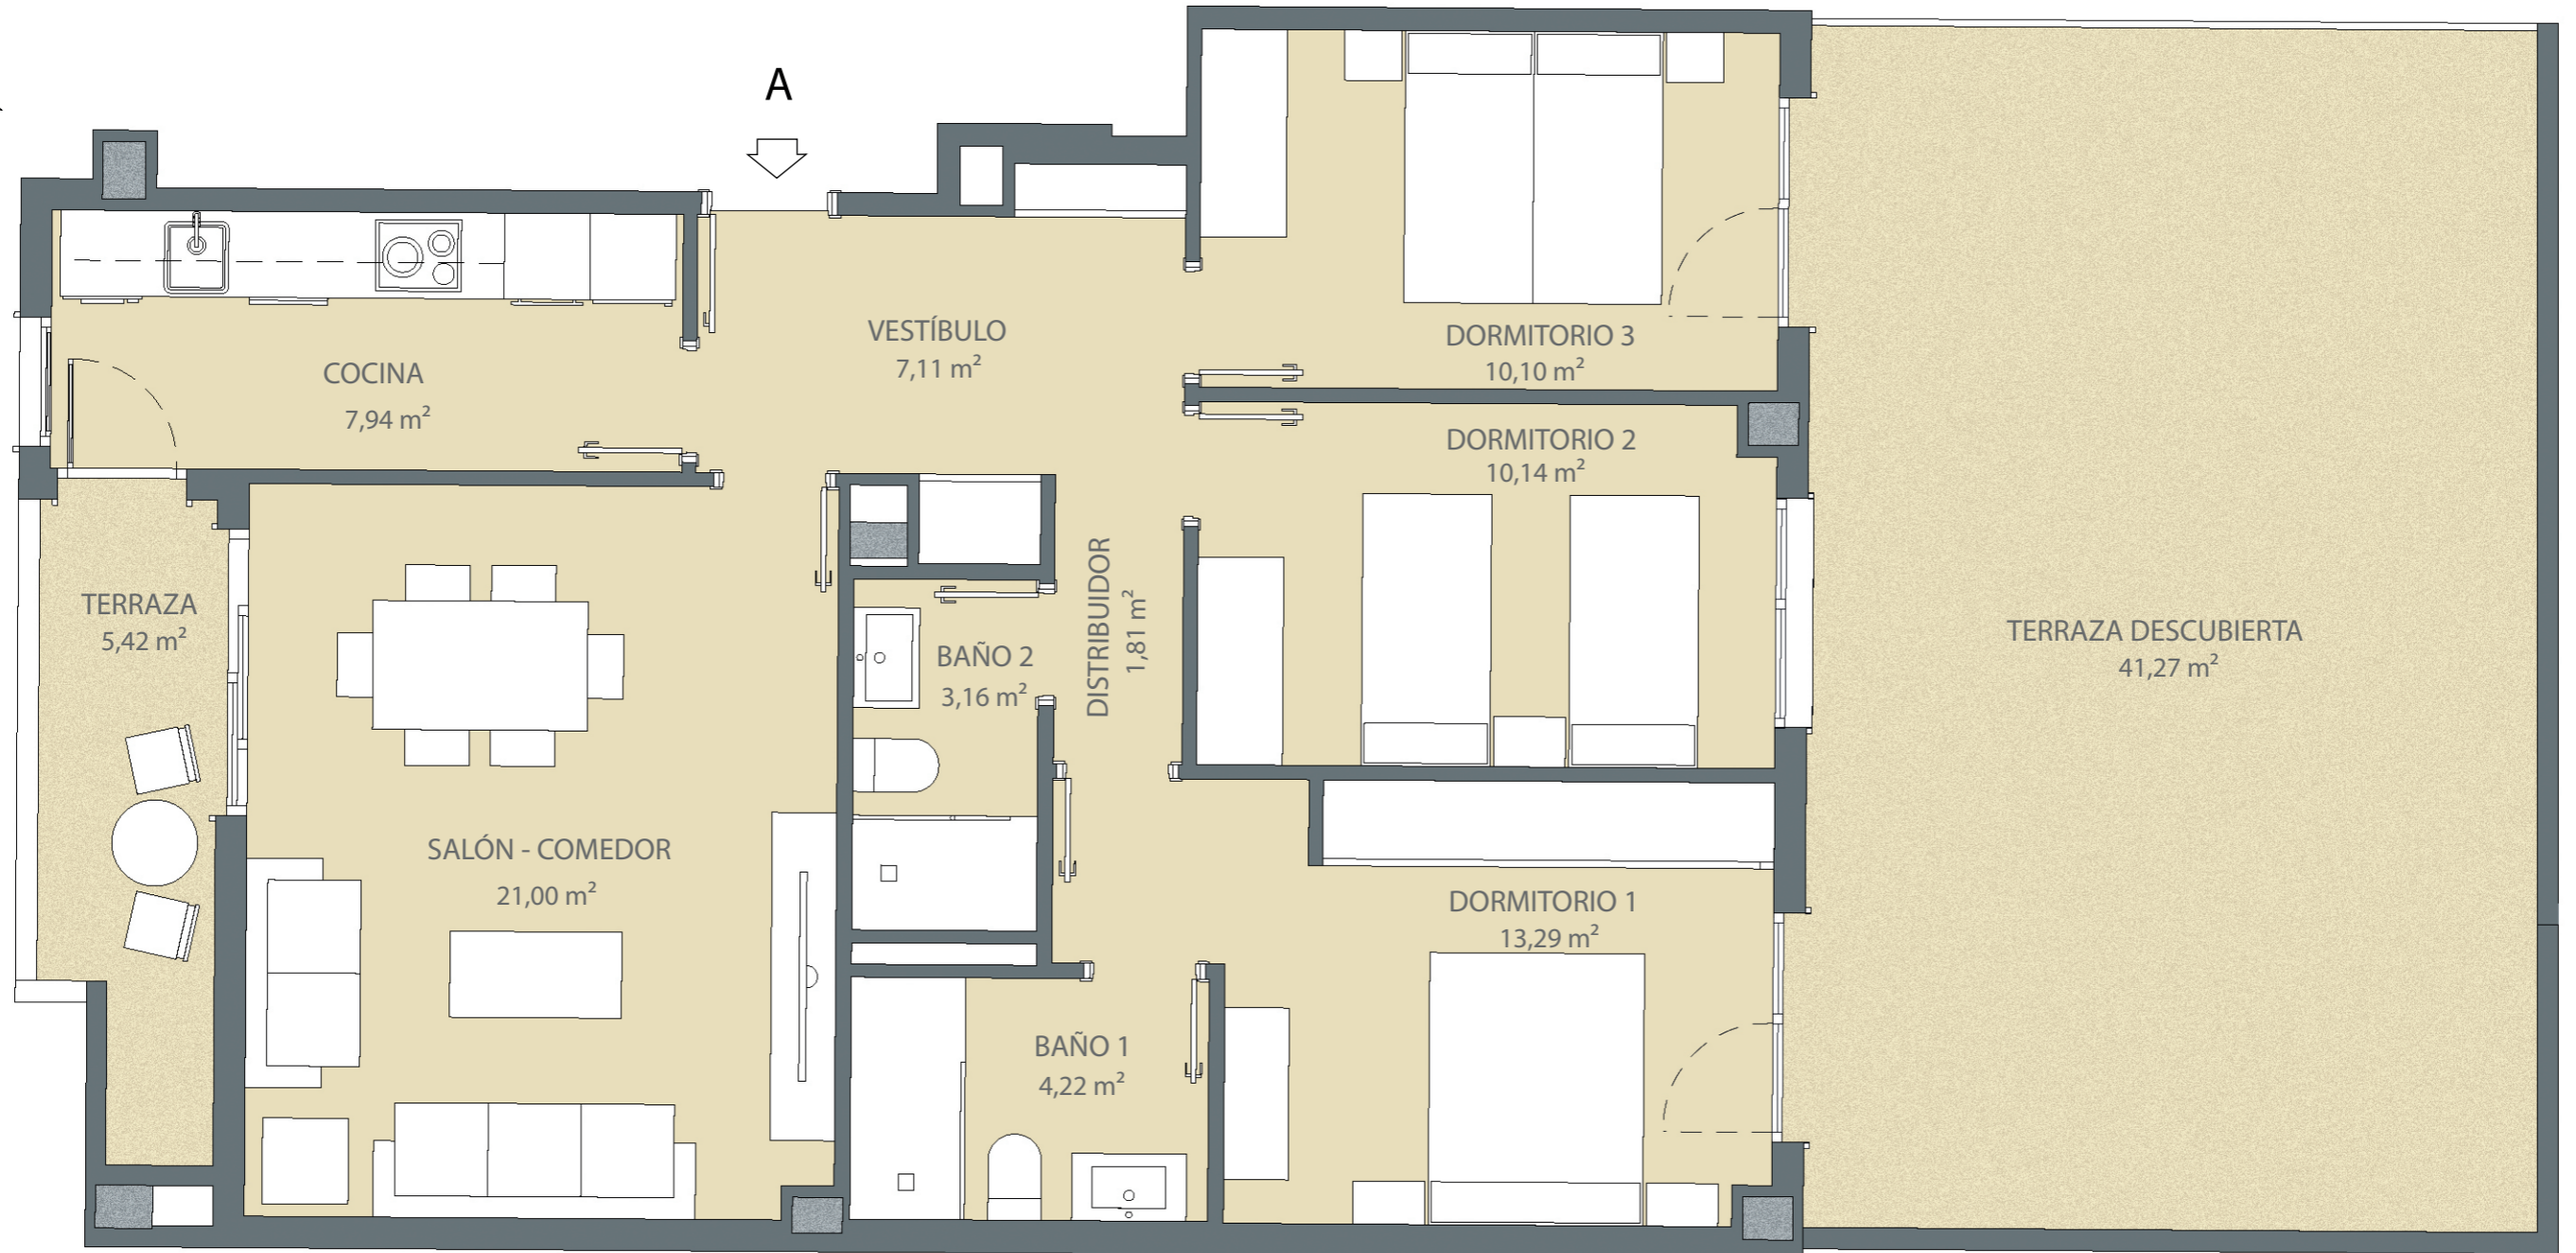 A
VESTÍBULO
7,11 m²
COCINA
7,94 m²
DORMITORIO 3
10,10 m²
DORMITORIO 2
10,14 m²
TERRAZA
5,42 m²
DISTRIBUIDOR
1,81 m²
BAÑO 2
3,16 m²
TERRAZA DESCUBIERTA
41,27 m²
SALÓN - COMEDOR
21,00 m²
DORMITORIO 1
13,29 m²
BAÑO 1
4,22 m²